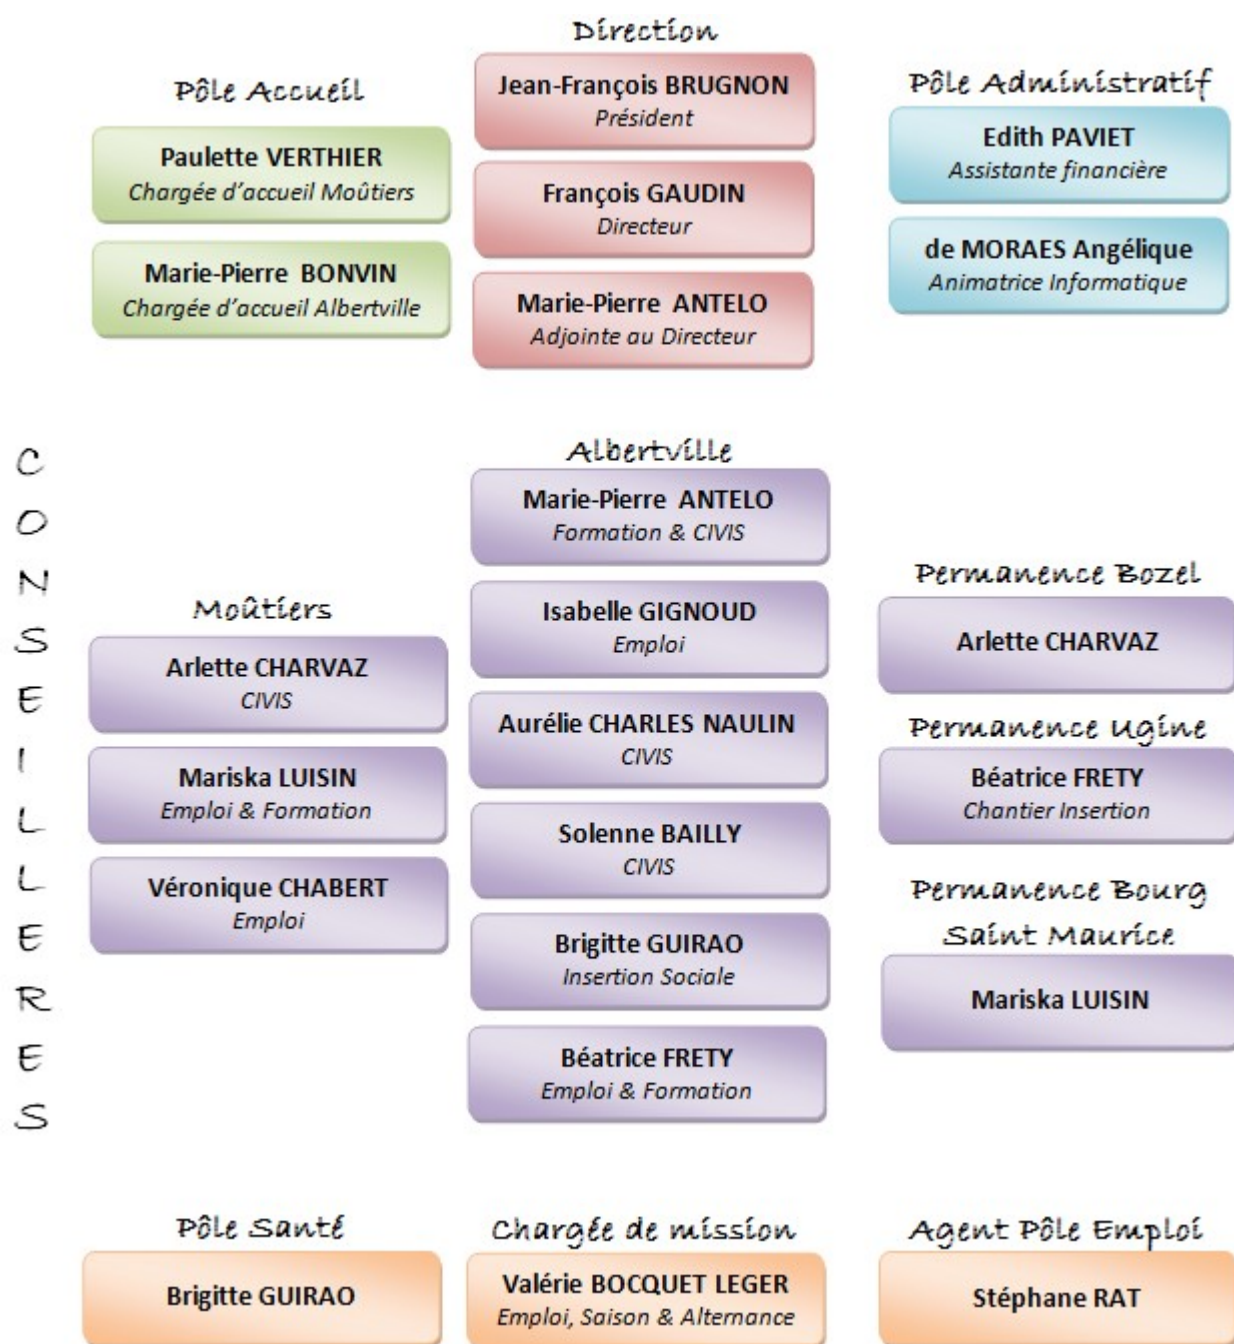 Direction
Jean-François BRUGNON
Président
François GAUDIN
Directeur
Marie-Pierre ANTELO
Adjointe au Directeur
Pôle Accueil
Paulette VERTHIER
Chargée d'accueil Moûtiers
Marie-Pierre BONVIN
Chargée d'accueil Albertville
Pôle Administratif
Edith PAVIET
Assistante financière
de MORAES Angélique
Animatrice Informatique
CONSEILLERES
Moûtiers
Arlette CHARVAZ
CIVIS
Mariska LUISIN
Emploi & Formation
Véronique CHABERT
Emploi
Albertville
Marie-Pierre ANTELO
Formation & CIVIS
Isabelle GIGNOUD
Emploi
Aurélie CHARLES NAULIN
CIVIS
Solenne BAILLY
CIVIS
Brigitte GUIRAO
Insertion Sociale
Béatrice FRETY
Emploi & Formation
Permanence Bozel
Arlette CHARVAZ
Permanence Ugine
Béatrice FRETY
Chantier Insertion
Permanence Bourg
Saint Maurice
Mariska LUISIN
Pôle Santé
Brigitte GUIRAO
Chargée de mission
Valérie BOCQUET LEGER
Emploi, Saison & Alternance
Agent Pôle Emploi
Stéphane RAT